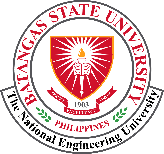 BATANGAS STATE UNIVERSITY
1903
PHILIPPINES
The National Engineering University